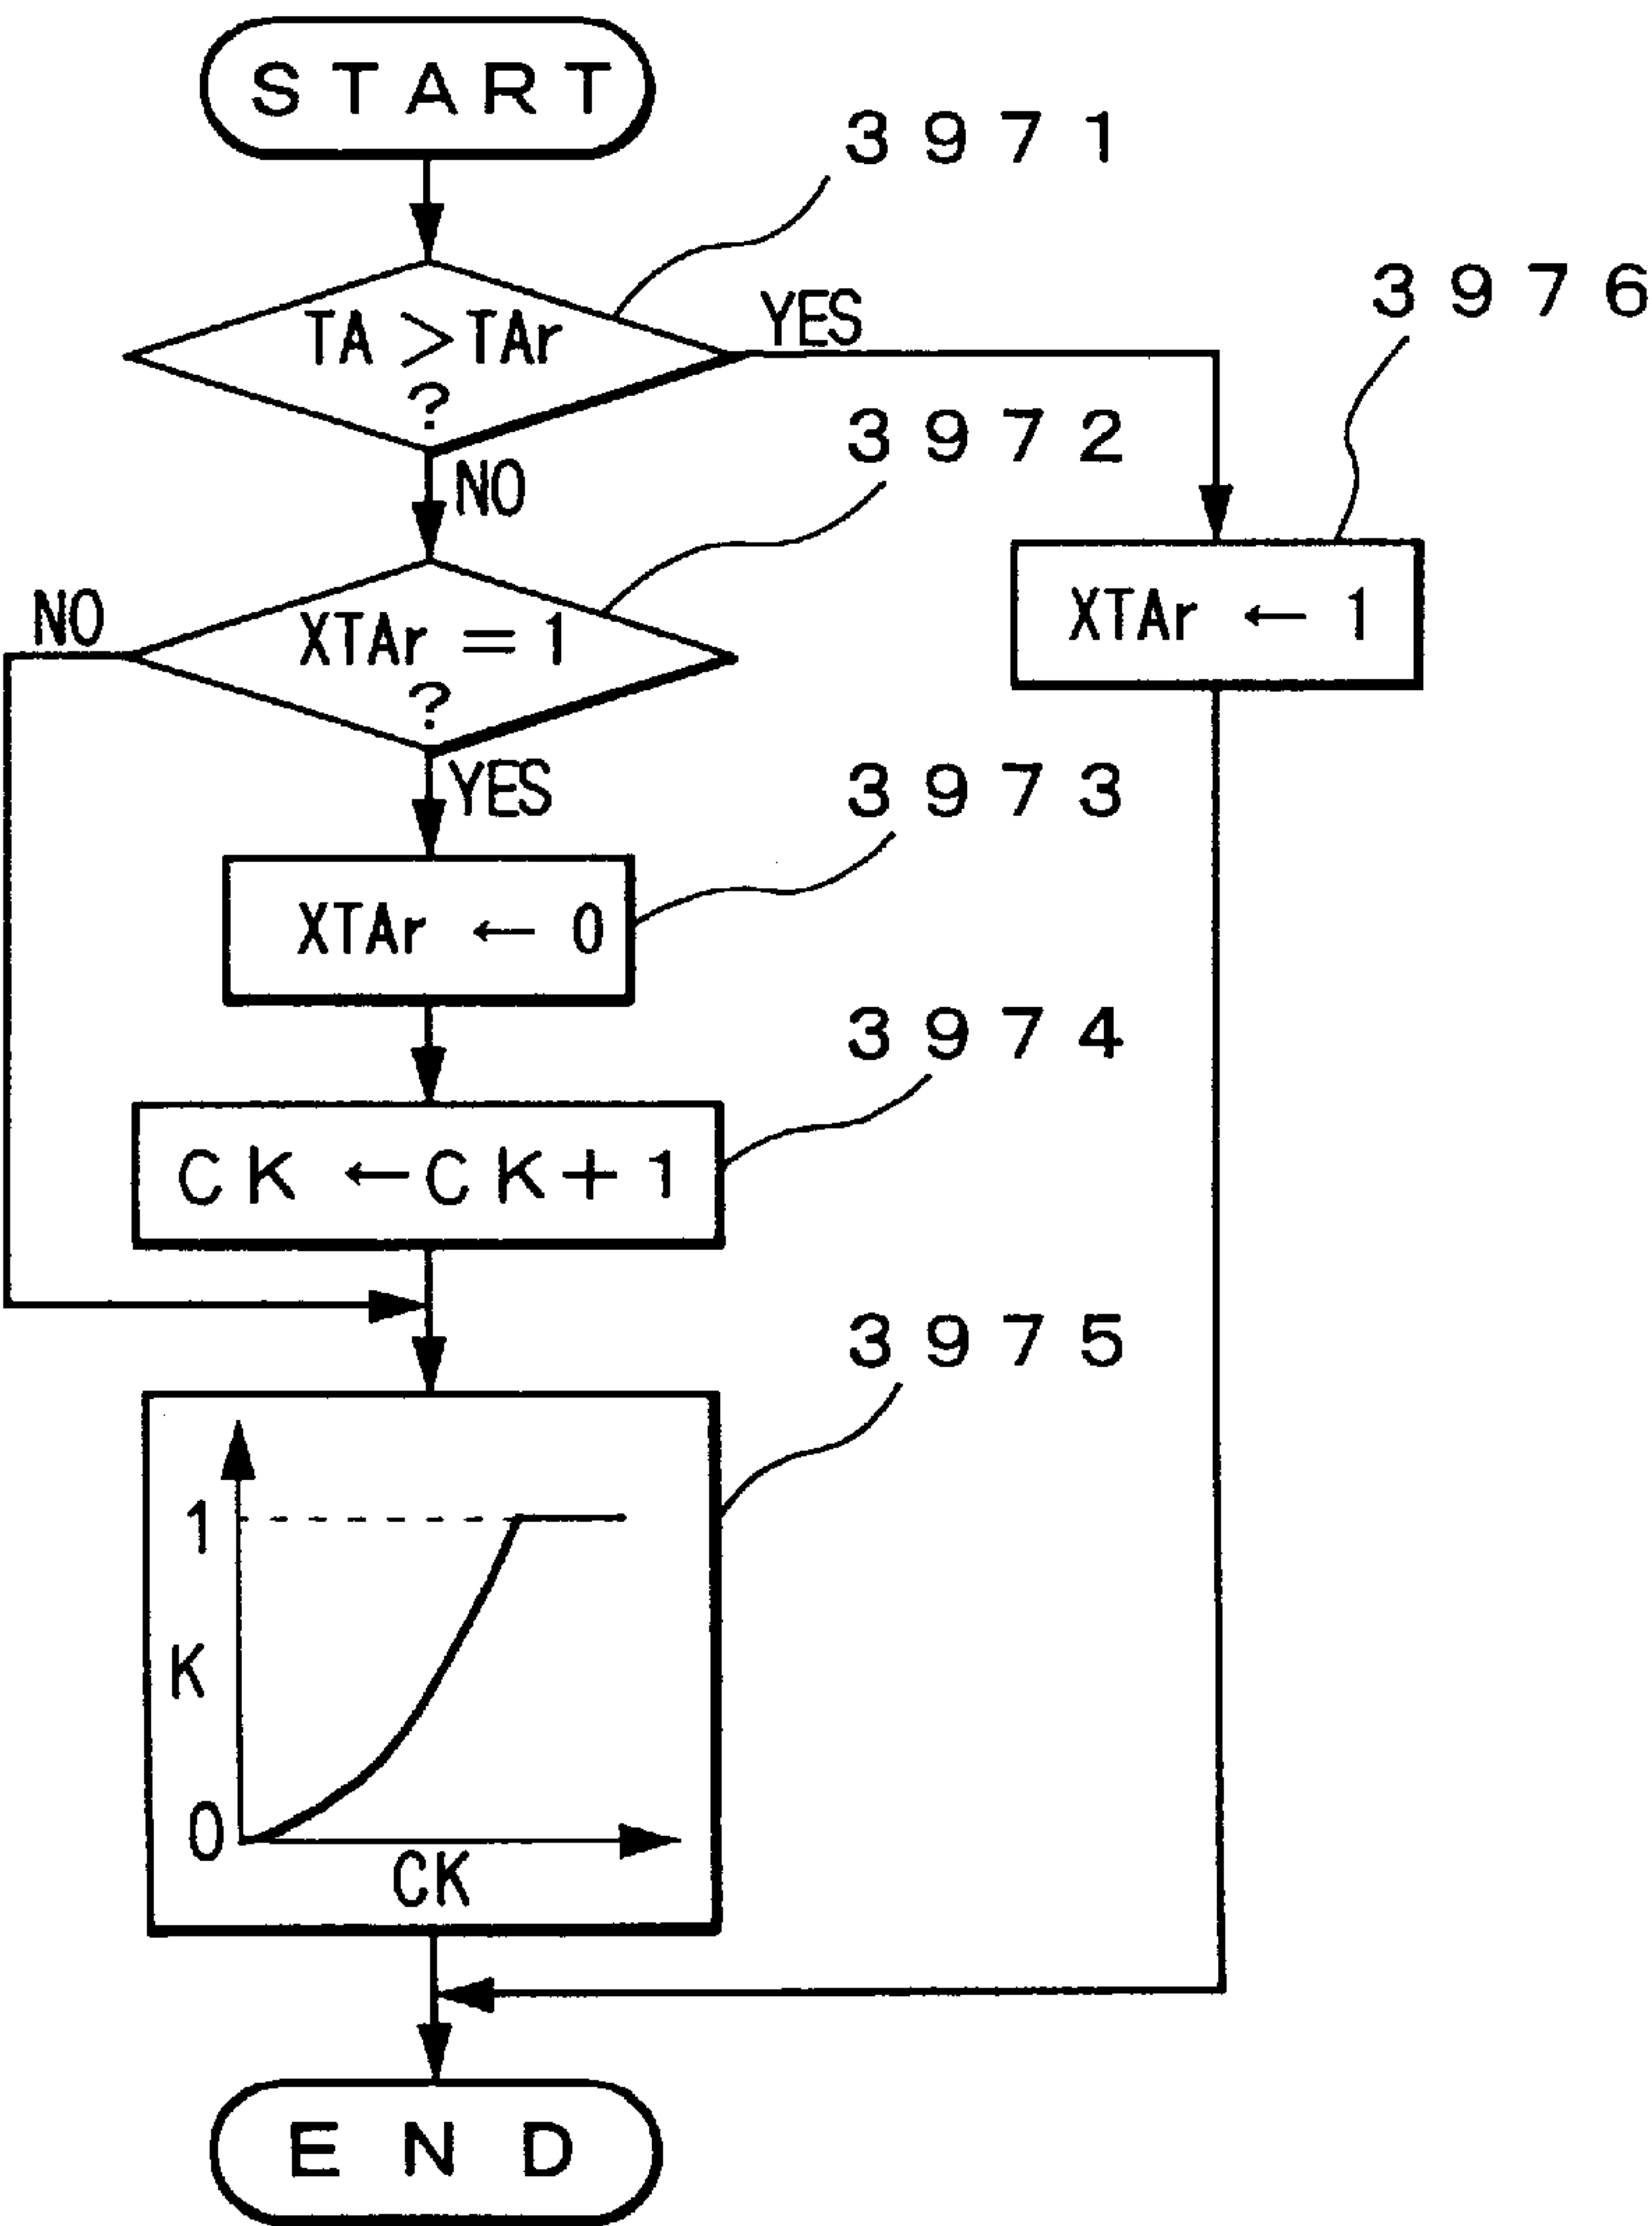 START
3971
TA > TAr
?
YES
3976
NO
3972
XTAr = 1
?
NO
XTAr ← 1
YES
3973
XTAr ← 0
3974
CK ← CK + 1
3975
1
K
0
CK
END